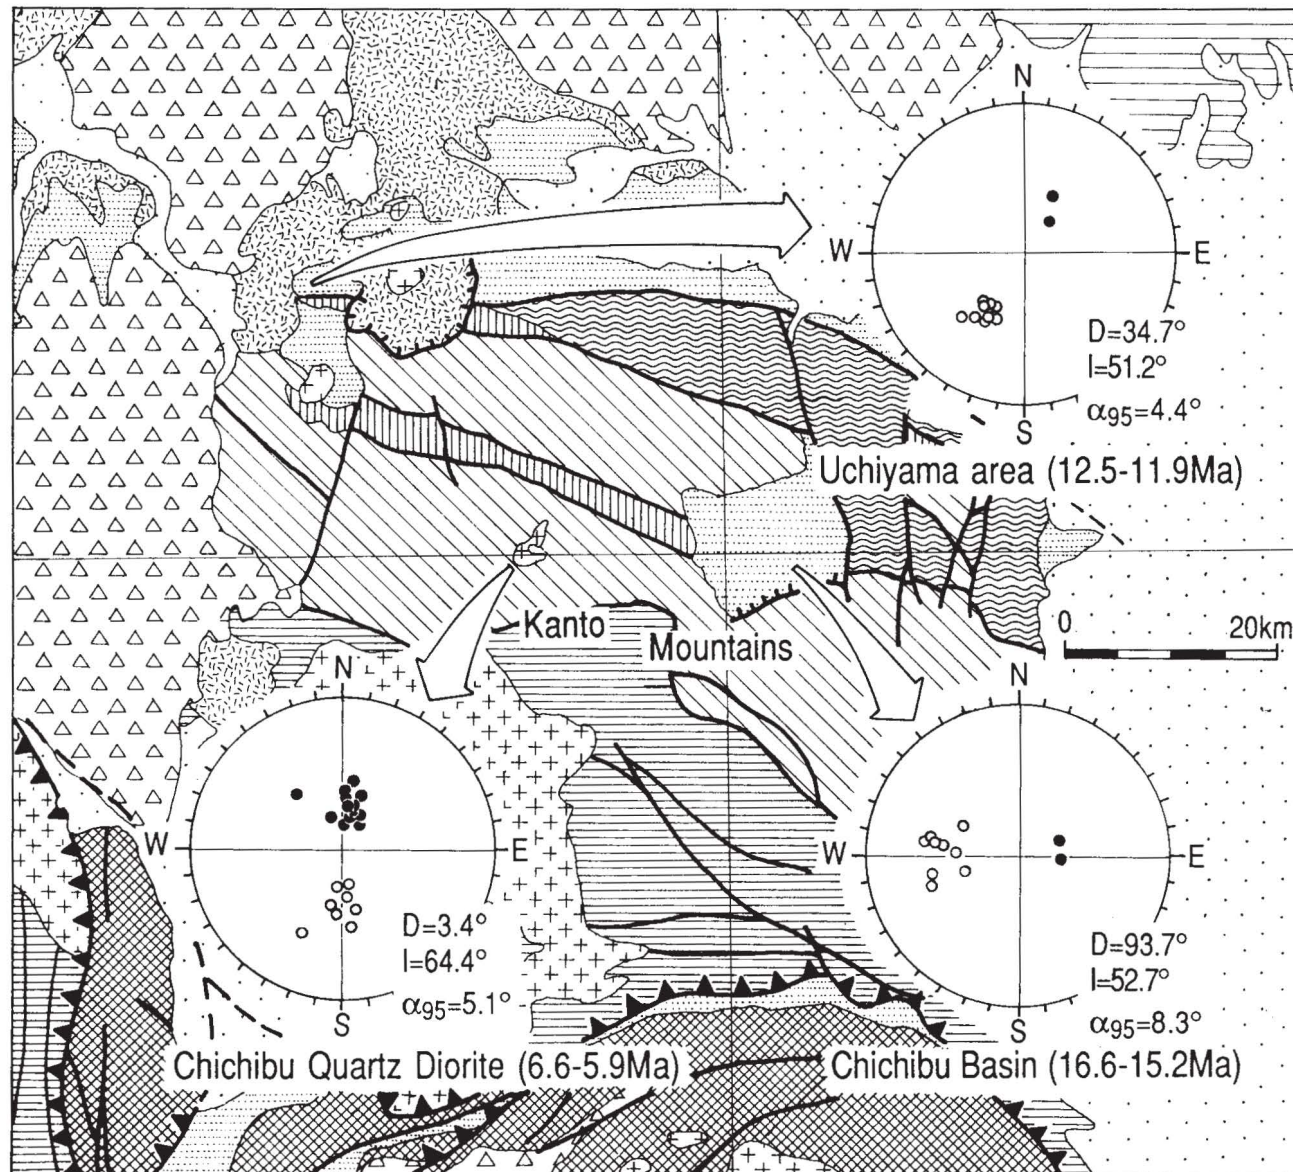 N
W
E
S
D=34.7°
I=51.2°
α95=4.4°
Uchiyama area (12.5-11.9Ma)
Kanto
Mountains
0 20km
N
W
E
S
D=3.4°
I=64.4°
α95=5.1°
Chichibu Quartz Diorite (6.6-5.9Ma)
N
W
E
S
D=93.7°
I=52.7°
α95=8.3°
Chichibu Basin (16.6-15.2Ma)